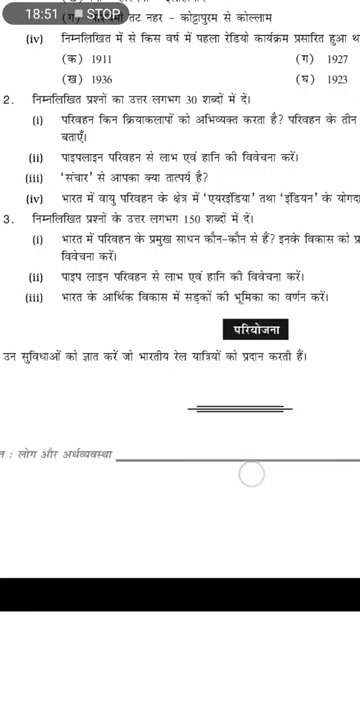 18:51 STOP
तट नहर – कोट्टापुरम से कोल्लाम
(iv) निम्नलिखित में से किस वर्ष में पहला रेडियो कार्यक्रम प्रसारित हुआ
(क) 1911 (ग) 1927
(ख) 1936 (घ) 1923
2. निम्नलिखित प्रश्नों का उत्तर लगभग 30 शब्दों में दें।
(i) परिवहन किन क्रियाकलापों को अभिव्यक्त करता है? परिवहन के तीन
बताएँ।
(ii) पाइपलाइन परिवहन से लाभ एवं हानि की विवेचना करें।
(iii) ‘संचार’ से आपका क्या तात्पर्य है?
(iv) भारत में वायु परिवहन के क्षेत्र में ‘एयरइंडिया’ तथा ‘इंडियन’ के
3. निम्नलिखित प्रश्नों के उत्तर लगभग 150 शब्दों में दें।
(i) भारत में परिवहन के प्रमुख साधन कौन-कौन से हैं? इनके विकास को
विवेचना करें।
(ii) पाइप लाइन परिवहन से लाभ एवं हानि की विवेचना करें।
(iii) भारत के आर्थिक विकास में सड़कों की भूमिका का वर्णन करें।
परियोजना
उन सुविधाओं को ज्ञात करें जो भारतीय रेल यात्रियों को प्रदान करती हैं।
: लोग और अर्थव्यवस्था